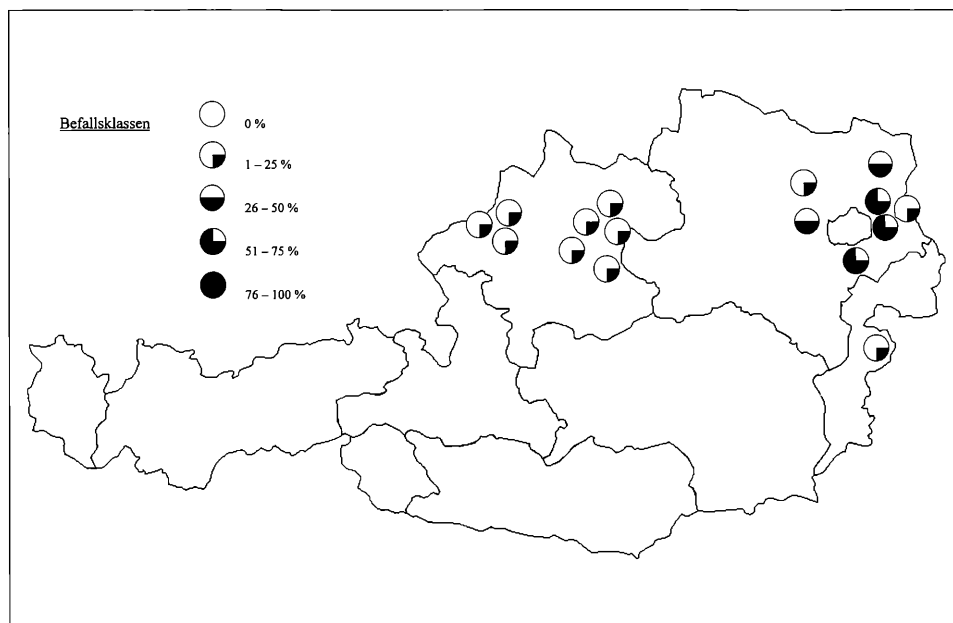 Befallsklassen
0 %
1 – 25 %
26 – 50 %
51 – 75 %
76 – 100 %